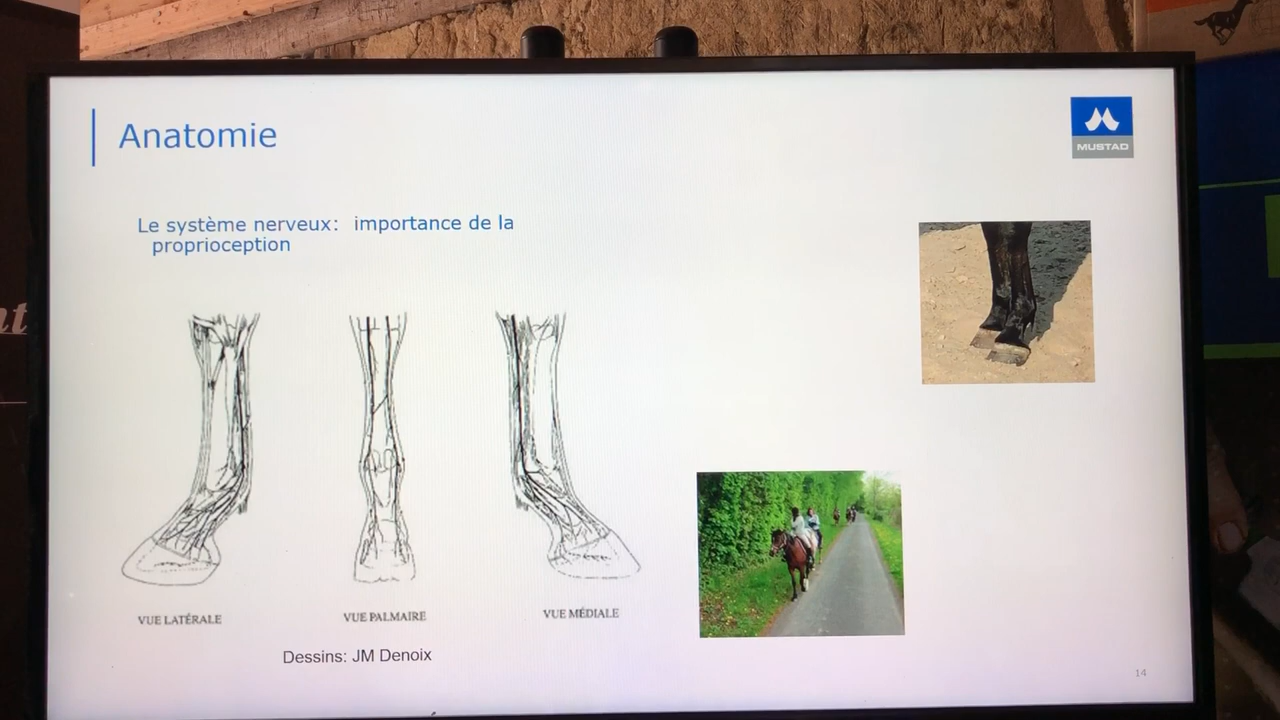 Anatomie
MUSTAD
Le système nerveux: importance de la
proprioception
VUE LATÉRALE
VUE PALMAIRE
VUE MÉDIALE
Dessins: JM Denoix
14
nt